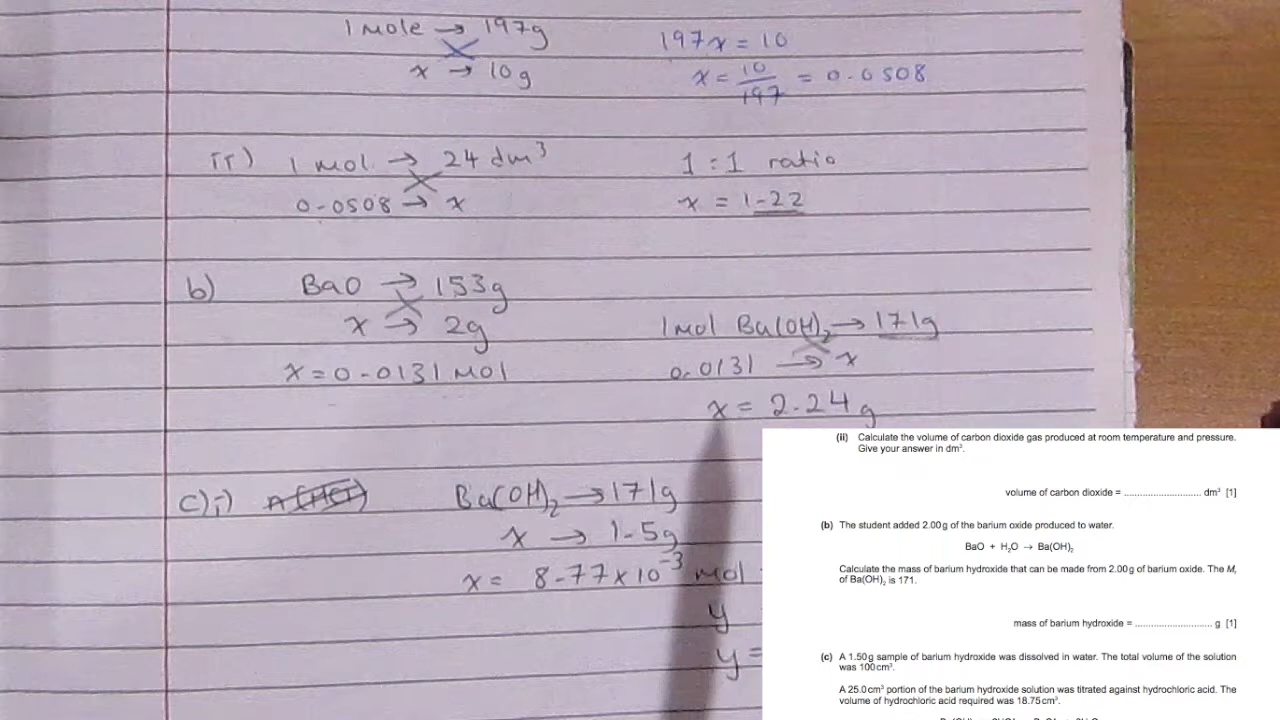 1 mole → 197g
197x = 10
x → 10g
x = 10/197 = 0.0508
ii) 1 mol → 24 dm³
1 : 1 ratio
0.0508 → x
x = 1.22
b) BaO → 153g
x → 2g
x = 0.0131 mol
1mol Ba(OH)₂ → 171g
0.0131 → x
x = 2.24 g
c) i)
Ba(OH)₂ → 171g
x → 1.5g
x = 8.77 × 10⁻³ mol
y
y =
(ii) Calculate the volume of carbon dioxide gas produced at room temperature and pressure.
Give your answer in dm³.
volume of carbon dioxide = ............................ dm³ [1]
(b) The student added 2.00 g of the barium oxide produced to water.
BaO + H₂O → Ba(OH)₂
Calculate the mass of barium hydroxide that can be made from 2.00 g of barium oxide. The Mᵣ
of Ba(OH)₂ is 171.
mass of barium hydroxide = ............................ g [1]
(c) A 1.50 g sample of barium hydroxide was dissolved in water. The total volume of the solution
was 100 cm³.
A 25.0 cm³ portion of the barium hydroxide solution was titrated against hydrochloric acid. The
volume of hydrochloric acid required was 18.75 cm³.